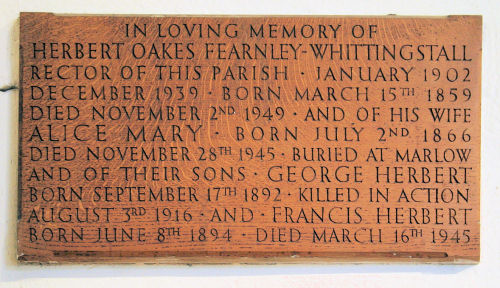 IN LOVING MEMORY OF
HERBERT OAKES FEARNLEY-WHITTINGSTALL
RECTOR OF THIS PARISH · JANUARY 1902
DECEMBER 1939 · BORN MARCH 15TH 1859
DIED NOVEMBER 2ND 1949 · AND OF HIS WIFE
ALICE MARY · BORN JULY 2ND 1866
DIED NOVEMBER 28TH 1945 · BURIED AT MARLOW
AND OF THEIR SONS · GEORGE HERBERT
BORN SEPTEMBER 17TH 1892 · KILLED IN ACTION
AUGUST 3RD 1916 · AND · FRANCIS HERBERT
BORN JUNE 8TH 1894 · DIED MARCH 16TH 1945